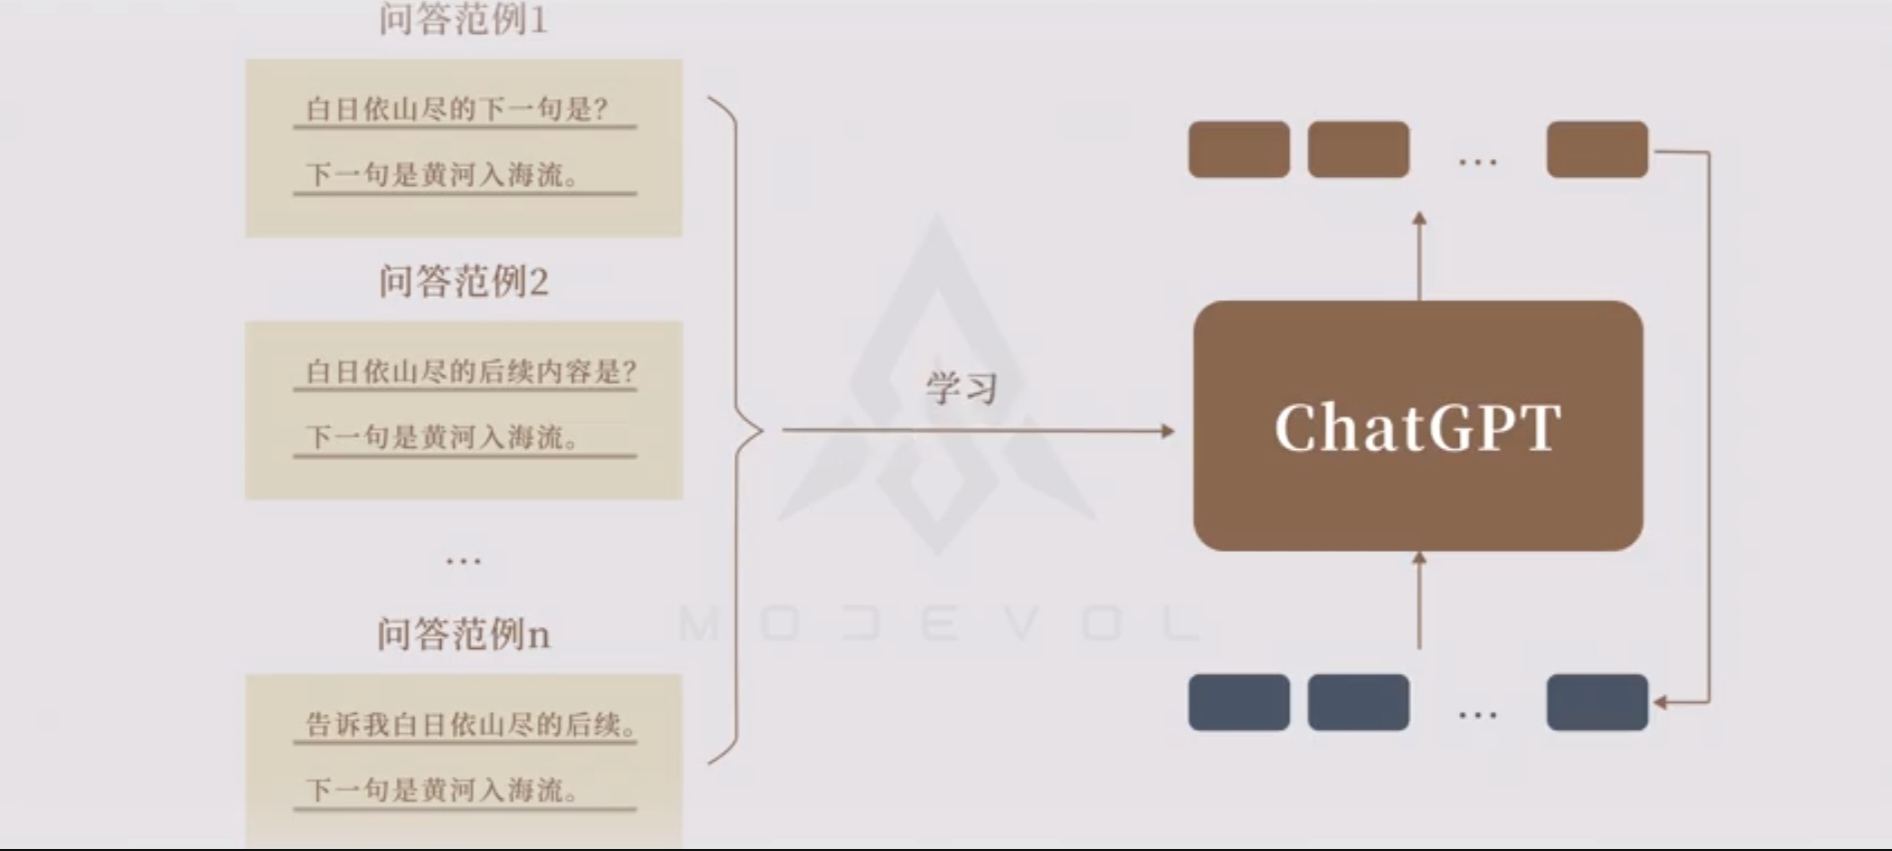 问答范例1
白日依山尽的下一句是？
下一句是黄河入海流。
问答范例2
白日依山尽的后续内容是？
下一句是黄河入海流。
...
问答范例n
告诉我白日依山尽的后续。
下一句是黄河入海流。
学习
...
ChatGPT
...
MODEVOL